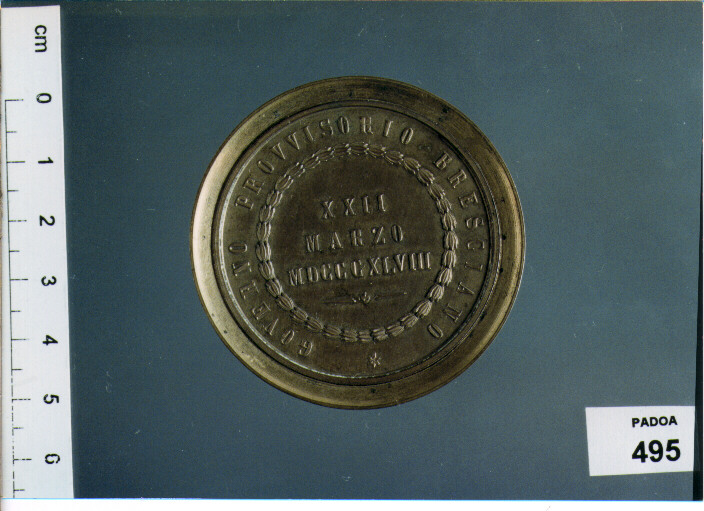 GOVERNO PROVVISORIO BRESCIANO
XXII
MARZO
MDCCCXLVIII
*
cm
0
1
2
3
4
5
6
PADOA
495